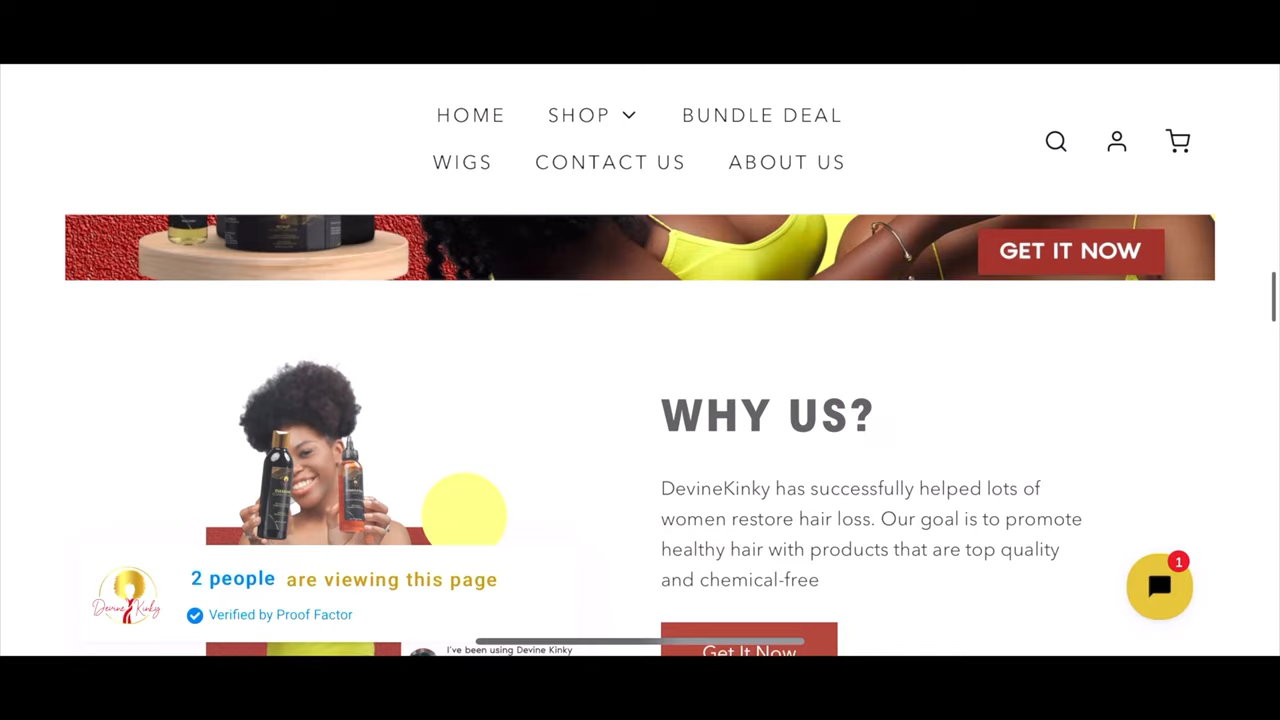 HOME SHOP BUNDLE DEAL
WIGS CONTACT US ABOUT US
GET IT NOW
WHY US?
DevineKinky has successfully helped lots of
women restore hair loss. Our goal is to promote
healthy hair with products that are top quality
and chemical-free
Get It Now
1
2 people are viewing this page
Verified by Proof Factor
Devine Kinky
I've been using Devine Kinky